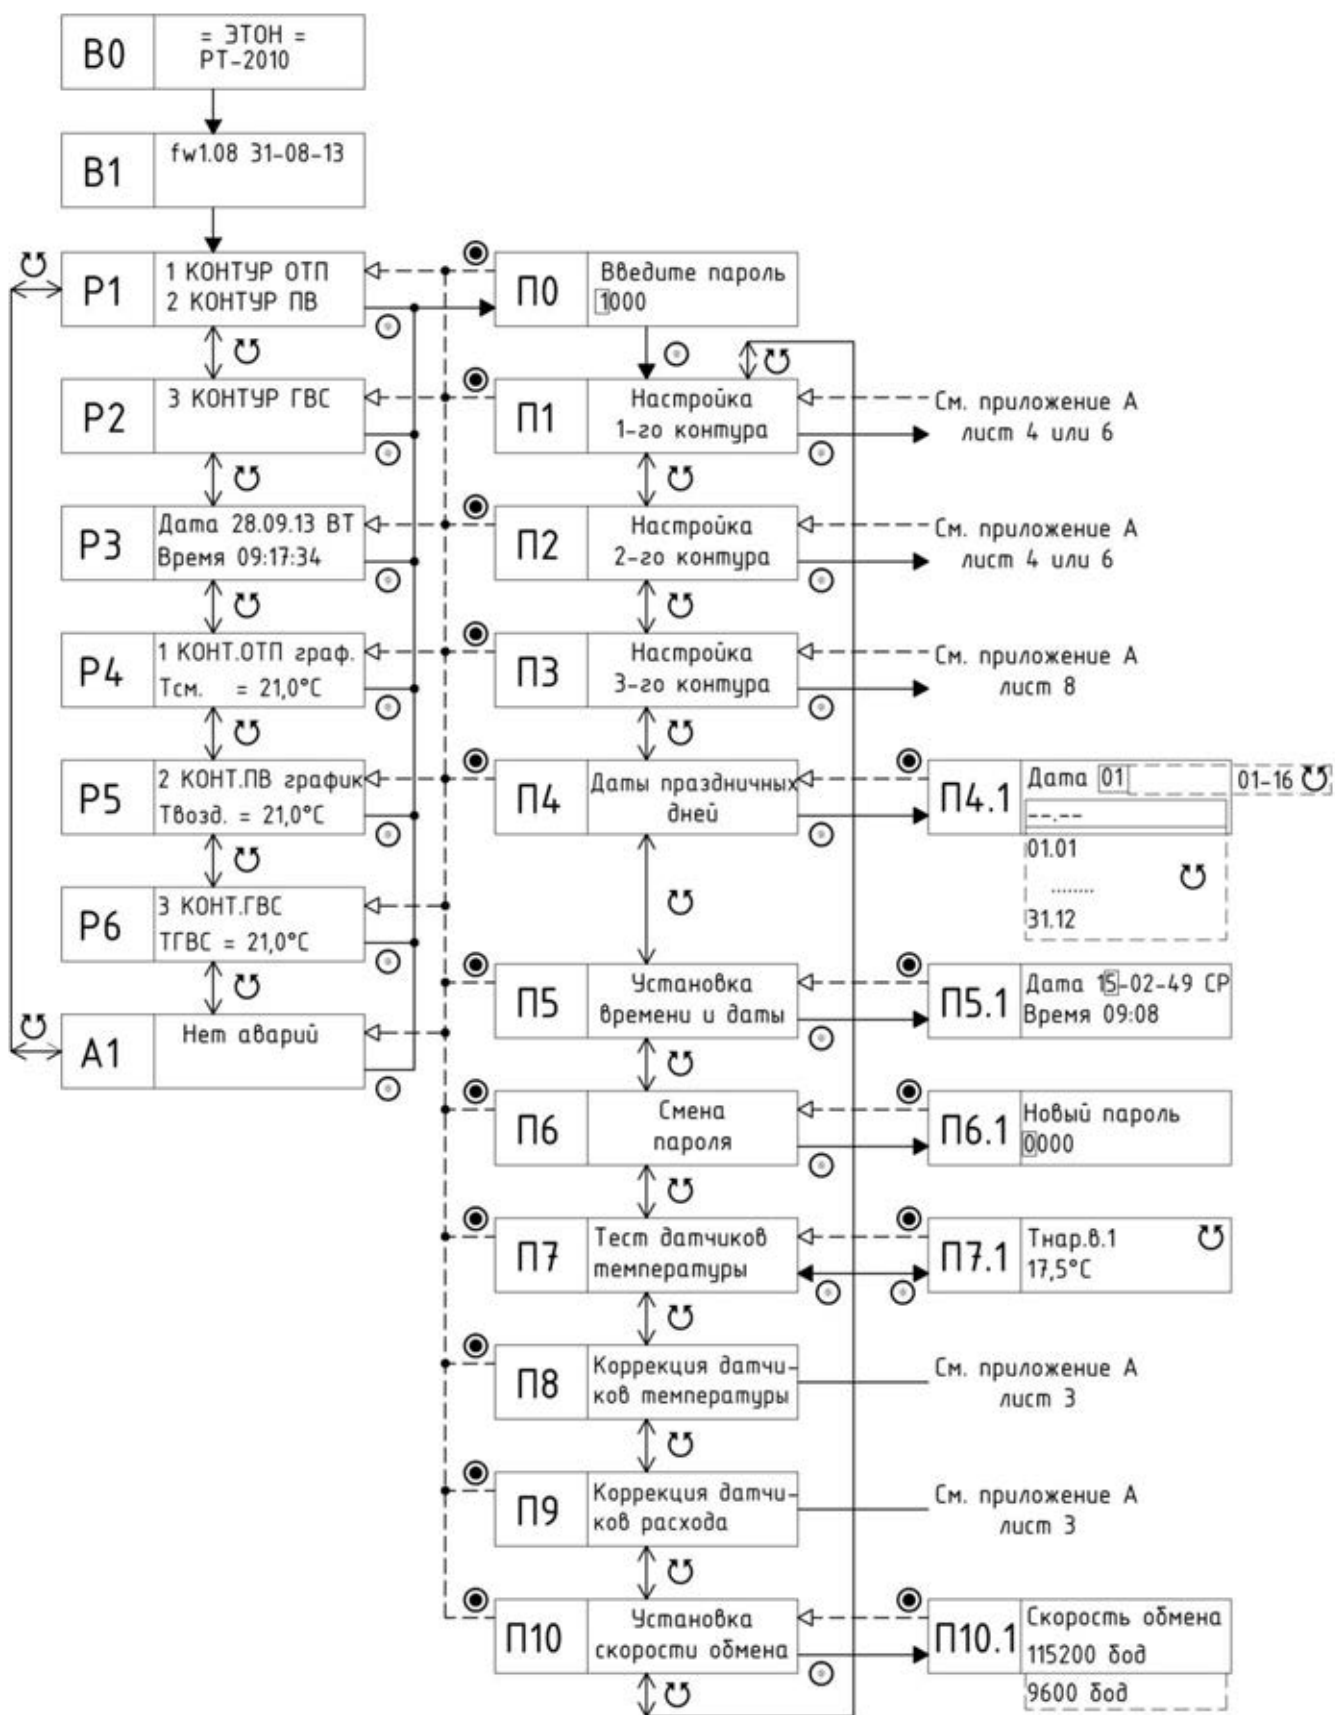 В0
= ЭТОН =
РТ-2010
В1
fw1.08 31-08-13
Р1
1 КОНТУР ОТП
2 КОНТУР ПВ
П0
Введите пароль
1000
Р2
3 КОНТУР ГВС
П1
Настройка
1-го контура
См. приложение А
лист 4 или 6
Р3
Дата 28.09.13 ВТ
Время 09:17:34
П2
Настройка
2-го контура
См. приложение А
лист 4 или 6
Р4
1 КОНТ.ОТП граф.
Тсм. = 21,0°С
П3
Настройка
3-го контура
См. приложение А
лист 8
Р5
2 КОНТ.ПВ график
Твозд. = 21,0°С
П4
Даты праздничных
дней
П4.1
Дата 01
01-16
--.--
01.01
........
31.12
Р6
3 КОНТ.ГВС
ТГВС = 21,0°С
П5
Установка
времени и даты
П5.1
Дата 15-02-49 СР
Время 09:08
А1
Нет аварий
П6
Смена
пароля
П6.1
Новый пароль
0000
П7
Тест датчиков
температуры
П7.1
Тнар.в.1
17,5°С
П8
Коррекция датчи-
ков температуры
См. приложение А
лист 3
П9
Коррекция датчи-
ков расхода
См. приложение А
лист 3
П10
Установка
скорости обмена
П10.1
Скорость обмена
115200 бод
9600 бод